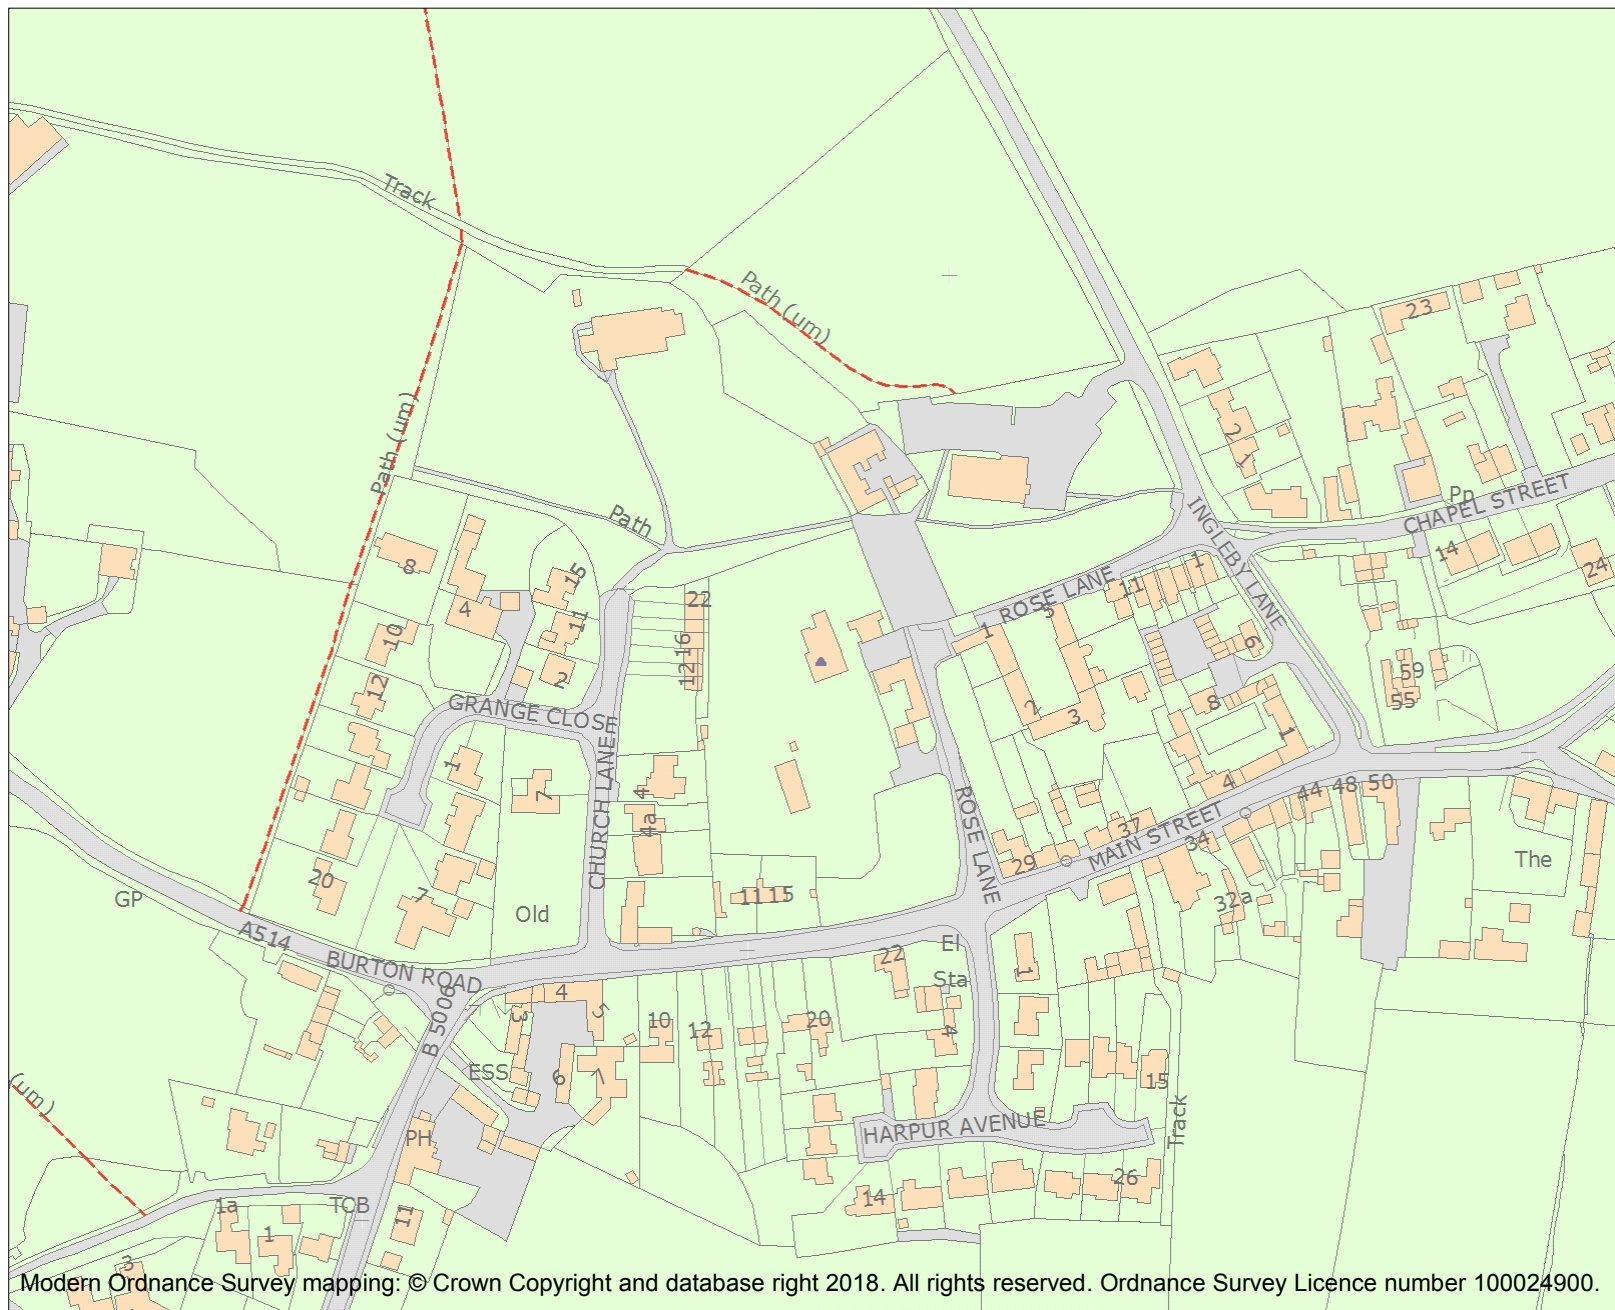 Track
Path (um)
23
Path (um)
2
1
Pp
CHAPEL STREET
Path
INGLEBY LANE
14
24
8
15
4
11
22
ROSE LANE
11
1
5
1
10
16
12
6
2
12
59
55
GRANGE CLOSE
2
3
8
1
1
7
CHURCH LANE
4
4a
ROSE LANE
4
44
48
50
37
MAIN STREET
34
29
The
20
7
11
15
32a
GP
Old
A514
BURTON ROAD
22
El
Sta
1
B 5006
4
3
5
10
12
20
4
ESS
6
7
15
(um)
PH
HARPUR AVENUE
Track
1a
TCB
11
14
26
1
3
Modern Ordnance Survey mapping: © Crown Copyright and database right 2018. All rights reserved. Ordnance Survey Licence number 100024900.